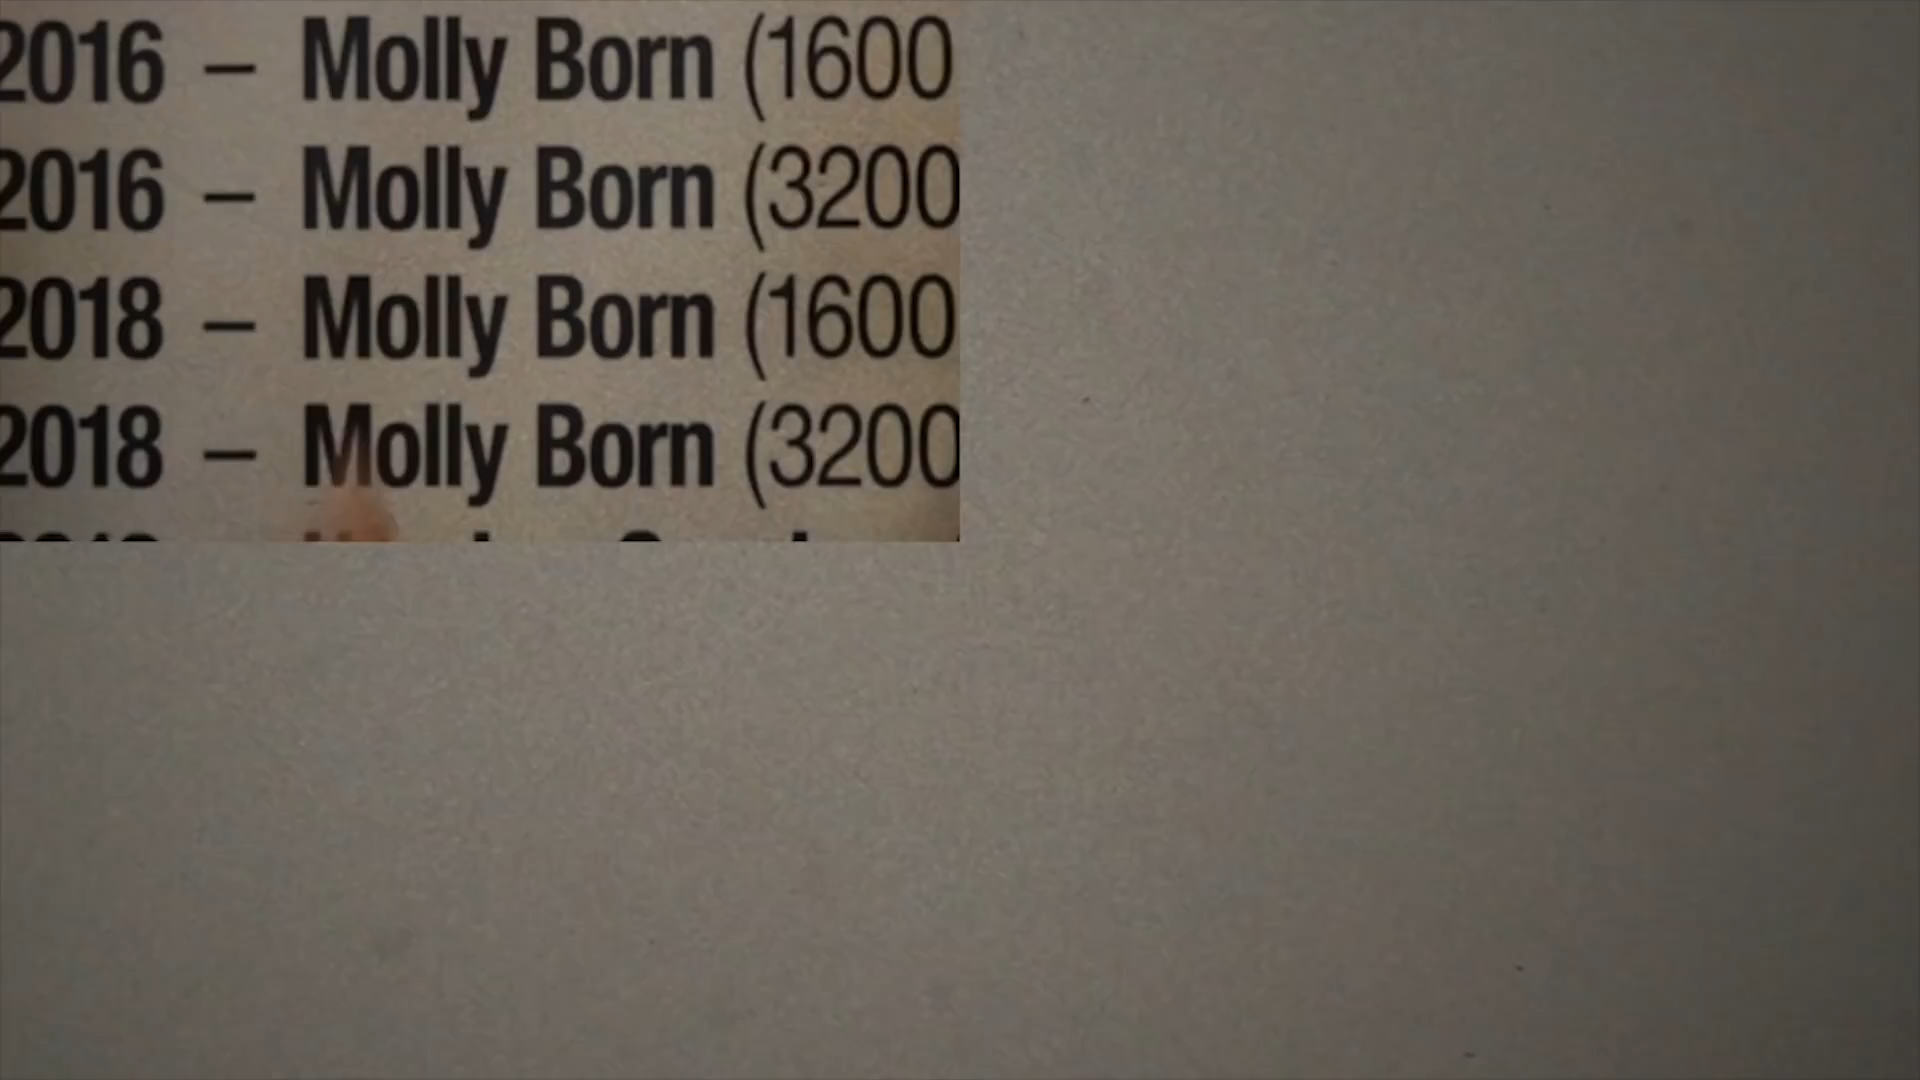 2016 – Molly Born (1600
2016 – Molly Born (3200
2018 – Molly Born (1600
2018 – Molly Born (3200